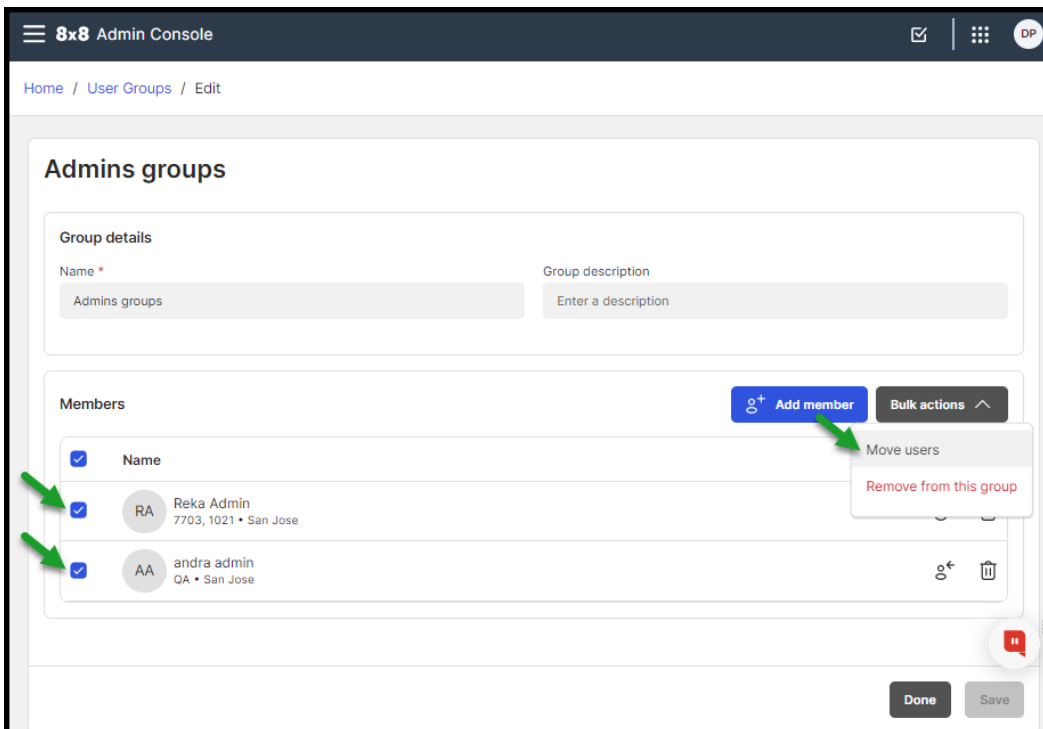 8x8 Admin Console
DP
Home / User Groups / Edit
Admins groups
Group details
Name *
Group description
Admins groups
Enter a description
Members
Add member
Bulk actions
Move users
Remove from this group
Name
RA
Reka Admin
7703, 1021 • San Jose
AA
andra admin
QA • San Jose
Done
Save